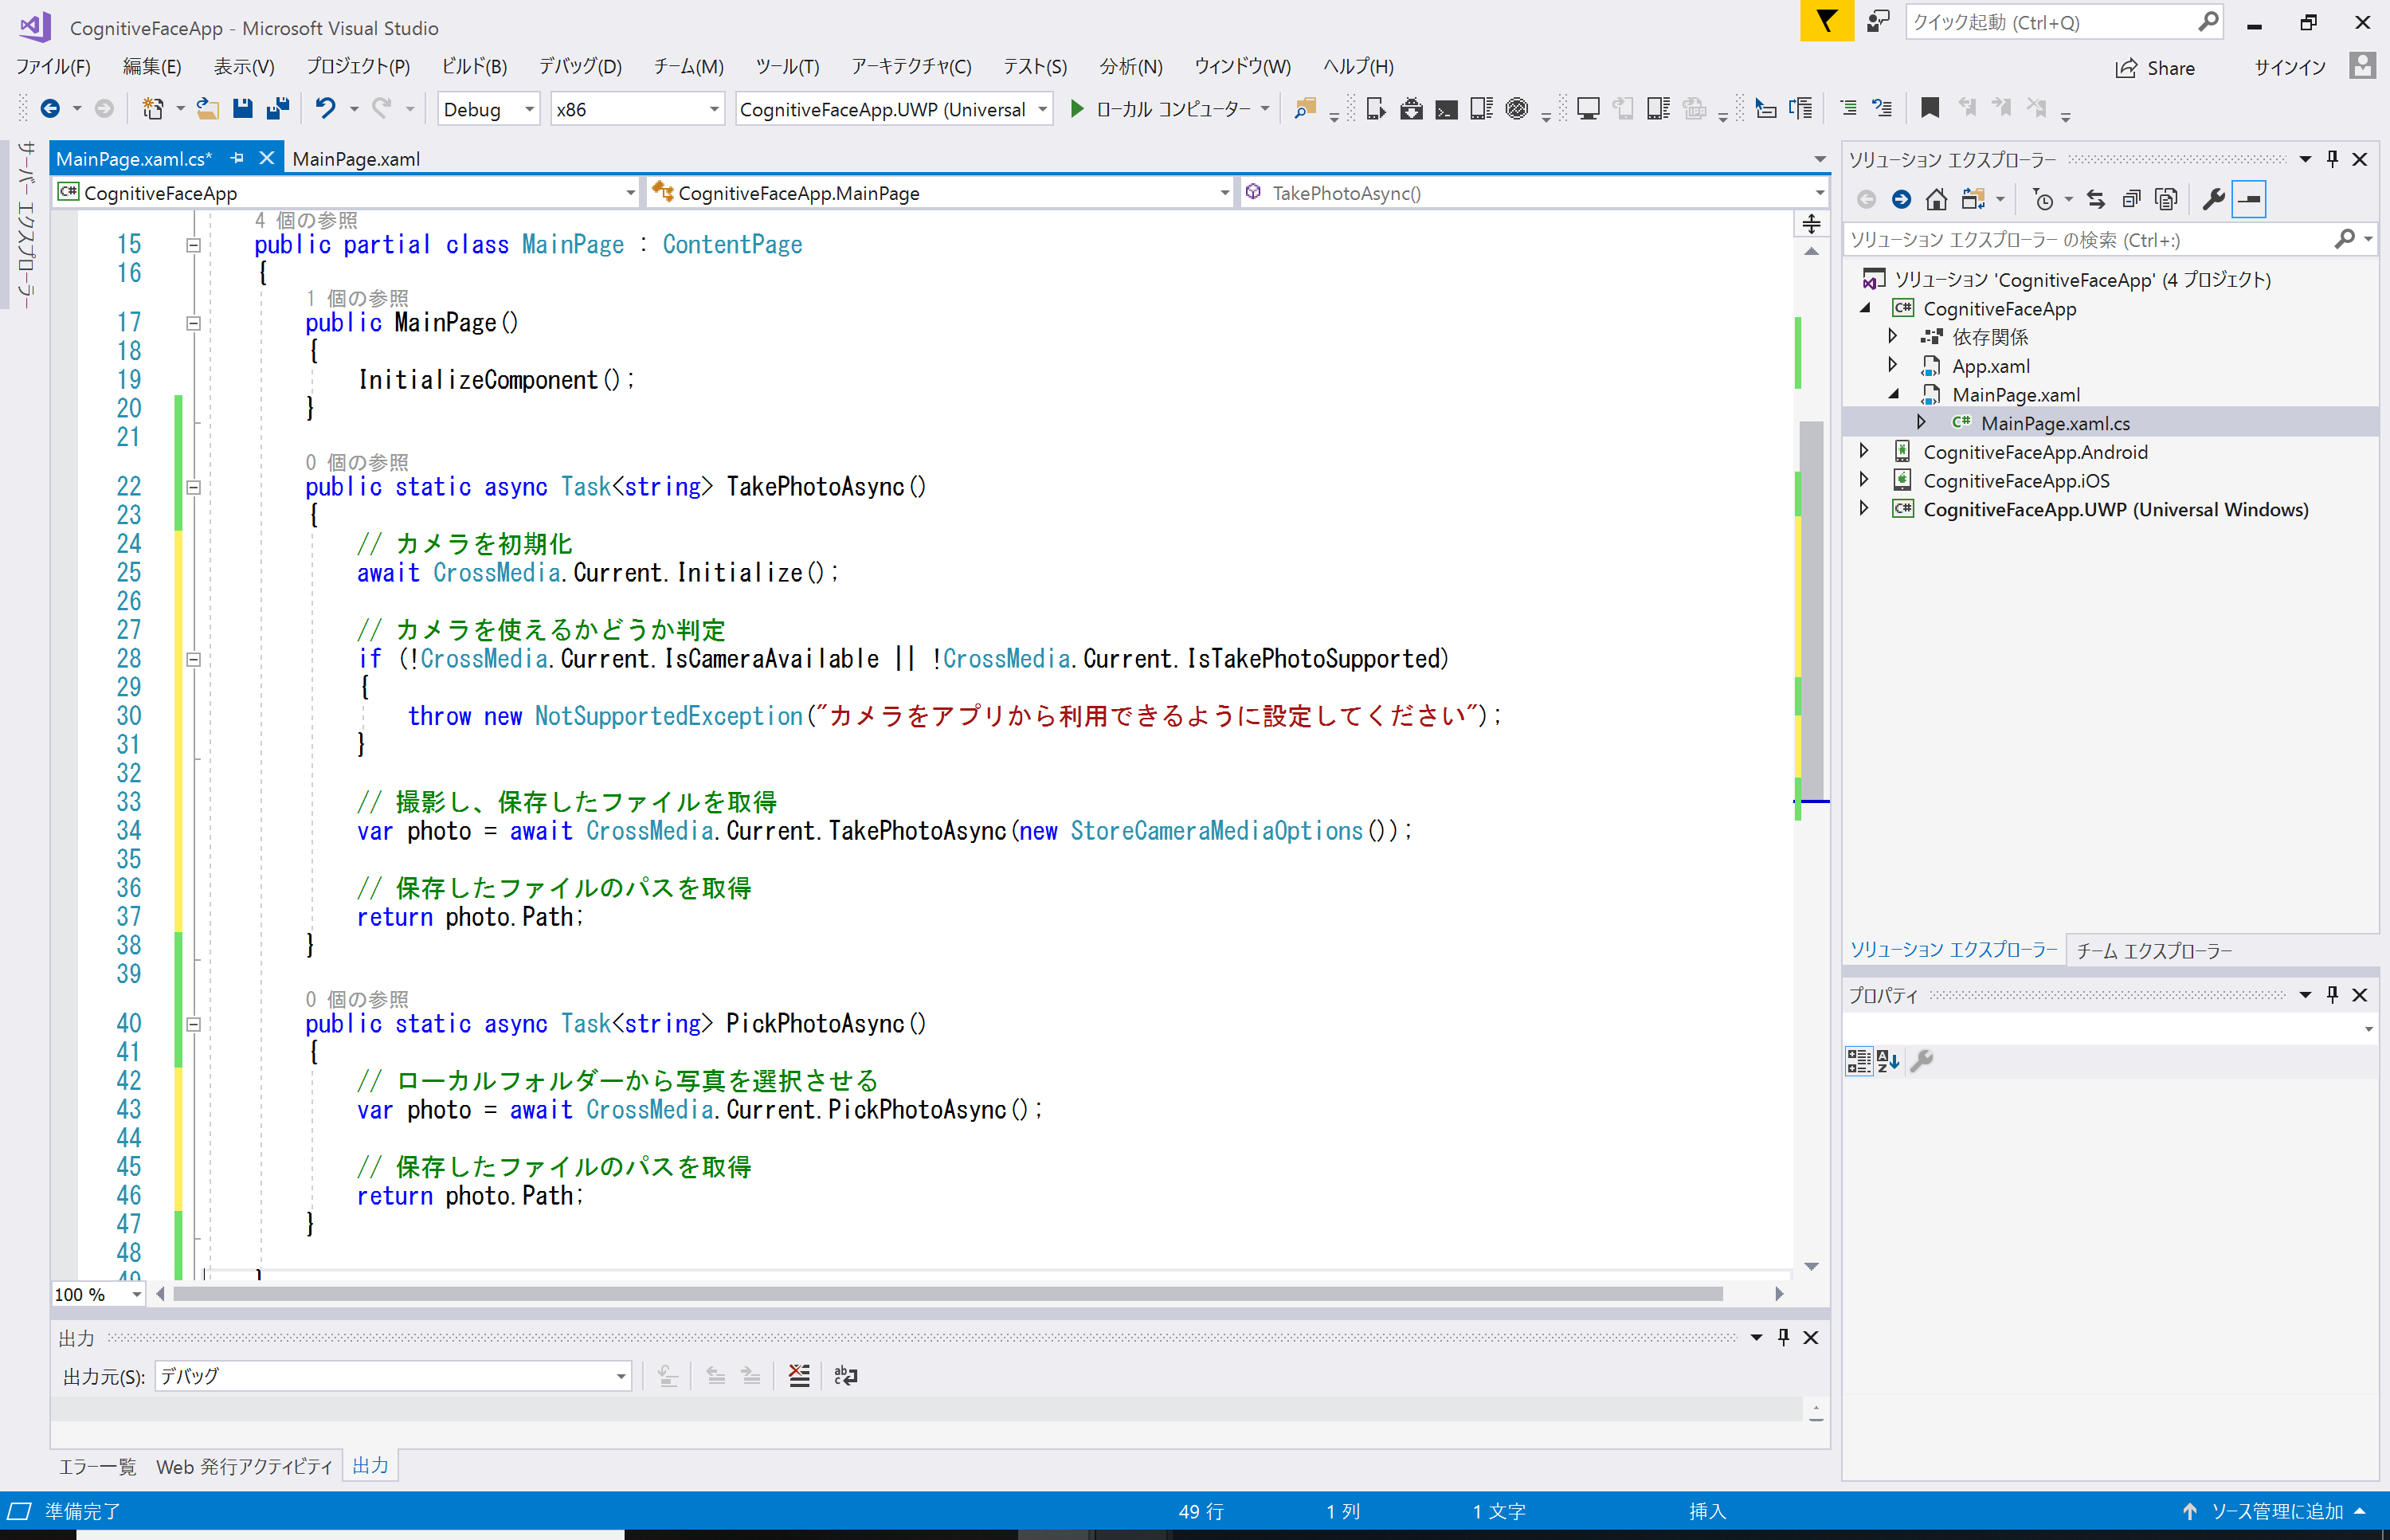 CognitiveFaceApp - Microsoft Visual Studio
クイック起動 (Ctrl+Q)
ファイル(F) 編集(E) 表示(V) プロジェクト(P) ビルド(B) デバッグ(D) チーム(M) ツール(T) アーキテクチャ(C) テスト(S) 分析(N) ウィンドウ(W) ヘルプ(H)
Share サインイン
Debug x86 CognitiveFaceApp.UWP (Universal ローカル コンピューター
サーバー エクスプローラー
MainPage.xaml.cs* MainPage.xaml
C# CognitiveFaceApp CognitiveFaceApp.MainPage TakePhotoAsync()
4 個の参照
15 public partial class MainPage : ContentPage
16 {
1 個の参照
17 public MainPage()
18 {
19 InitializeComponent();
20 }
21
0 個の参照
22 public static async Task<string> TakePhotoAsync()
23 {
24 // カメラを初期化
25 await CrossMedia.Current.Initialize();
26
27 // カメラを使えるかどうか判定
28 if (!CrossMedia.Current.IsCameraAvailable || !CrossMedia.Current.IsTakePhotoSupported)
29 {
30 throw new NotSupportedException("カメラをアプリから利用できるように設定してください");
31 }
32
33 // 撮影し、保存したファイルを取得
34 var photo = await CrossMedia.Current.TakePhotoAsync(new StoreCameraMediaOptions());
35
36 // 保存したファイルのパスを取得
37 return photo.Path;
38 }
39
0 個の参照
40 public static async Task<string> PickPhotoAsync()
41 {
42 // ローカルフォルダーから写真を選択させる
43 var photo = await CrossMedia.Current.PickPhotoAsync();
44
45 // 保存したファイルのパスを取得
46 return photo.Path;
47 }
48
49 }
100 %
出力
出力元(S): デバッグ
エラー一覧 Web 発行アクティビティ 出力
ソリューション エクスプローラー
ソリューション エクスプローラー の検索 (Ctrl+:)
ソリューション 'CognitiveFaceApp' (4 プロジェクト)
C# CognitiveFaceApp
依存関係
App.xaml
MainPage.xaml
C# MainPage.xaml.cs
CognitiveFaceApp.Android
CognitiveFaceApp.iOS
C# CognitiveFaceApp.UWP (Universal Windows)
ソリューション エクスプローラー チーム エクスプローラー
プロパティ
準備完了 49 行 1 列 1 文字 挿入 ソース管理に追加